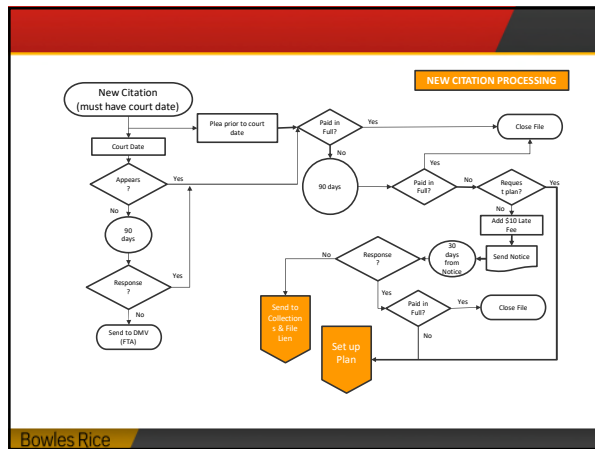 NEW CITATION PROCESSING
New Citation
(must have court date)
Plea prior to court
date
Paid in
Full?
Yes
Close File
Court Date
No
Yes
Appears
?
Yes
90 days
Paid in
Full?
No
Reques
t plan?
Yes
No
No
90
days
Add $10 Late
Fee
Response
?
Yes
No
Response
?
30
days
from
Notice
Send Notice
No
Yes
Send to
Collection
s & File
Lien
Paid in
Full?
Yes
Close File
Send to DMV
(FTA)
Set up
Plan
No
Bowles Rice